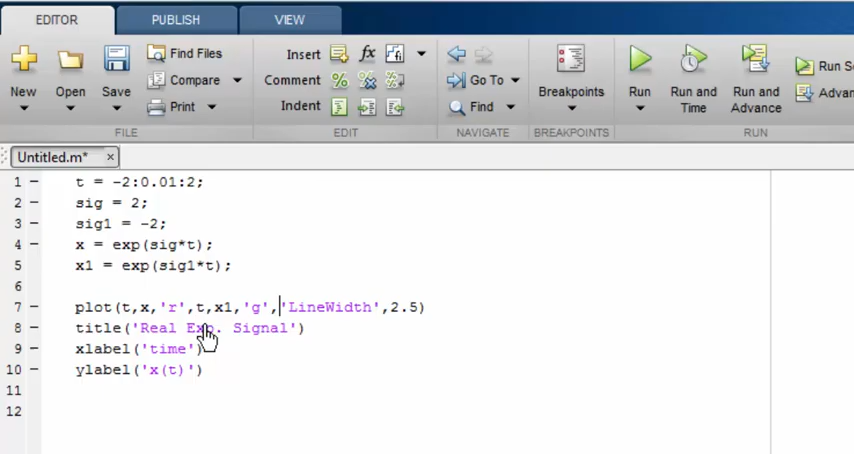 EDITOR PUBLISH VIEW
New Open Save Find Files Compare Print
FILE
Insert fx Comment % Indent
EDIT
Go To Find
NAVIGATE
Breakpoints
BREAKPOINTS
Run Run and Time Run and Advance Run Se Advan
RUN
Untitled.m* ×
1 − t = -2:0.01:2;
2 − sig = 2;
3 − sig1 = -2;
4 − x = exp(sig*t);
5 − x1 = exp(sig1*t);
6
7 − plot(t,x,'r',t,x1,'g','LineWidth',2.5)
8 − title('Real Exp. Signal')
9 − xlabel('time')
10 − ylabel('x(t)')
11
12